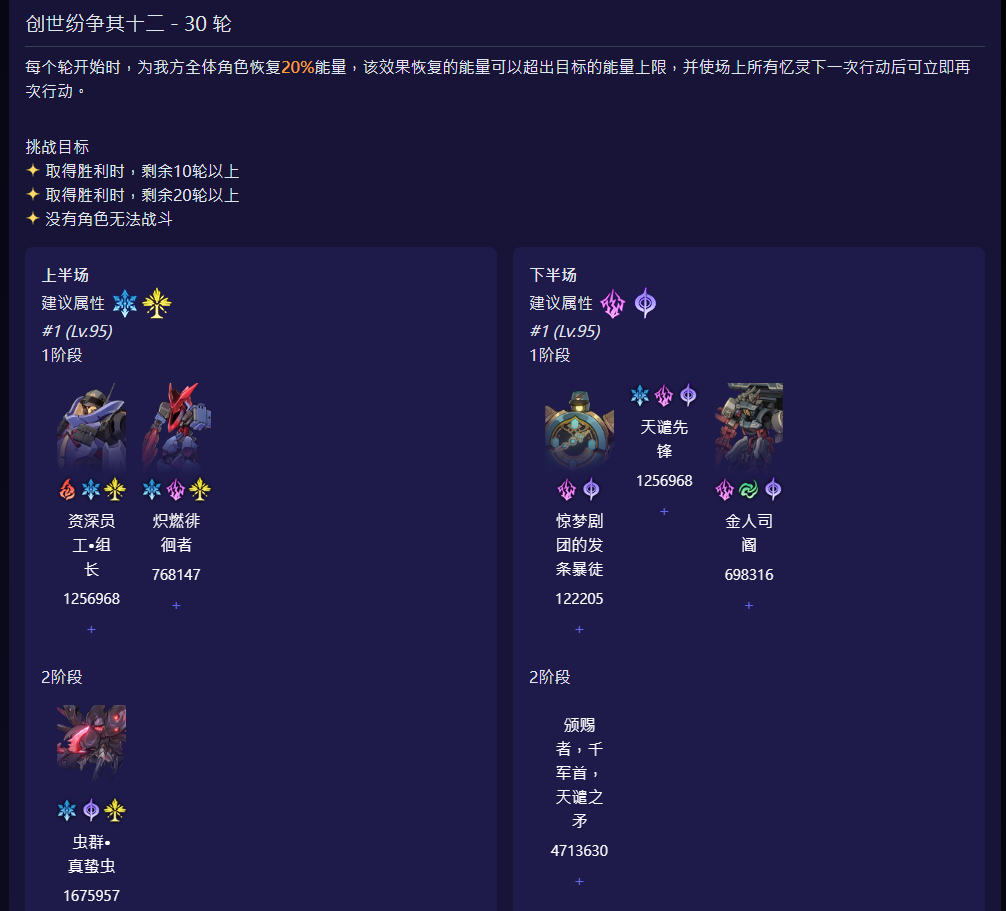 创世纷争其十二 - 30 轮
每个轮开始时，为我方全体角色恢复20%能量，该效果恢复的能量可以超出目标的能量上限，并使场上所有忆灵下一次行动后可立即再
次行动。
挑战目标
取得胜利时，剩余10轮以上
取得胜利时，剩余20轮以上
没有角色无法战斗
上半场
建议属性
#1 (Lv.95)
1阶段
资深员
工•组
长
1256968
+
炽燃徘
徊者
768147
+
2阶段
虫群•
真蛰虫
1675957
下半场
建议属性
#1 (Lv.95)
1阶段
惊梦剧
团的发
条暴徒
122205
+
天谴先
锋
1256968
+
金人司
阍
698316
+
2阶段
颁赐
者，千
军首，
天谴之
矛
4713630
+